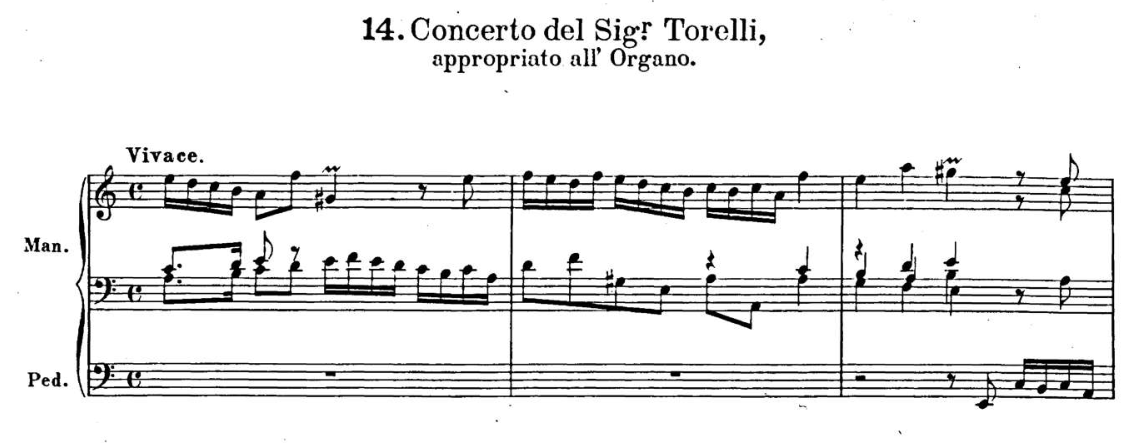 14. Concerto del Sigr. Torelli,
appropriato all' Organo.
Vivace.
Man.
Ped.